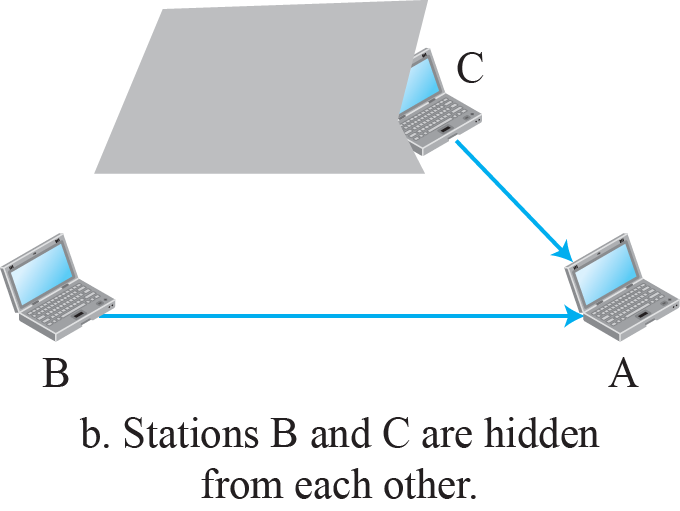 C
B
A
b. Stations B and C are hidden
from each other.